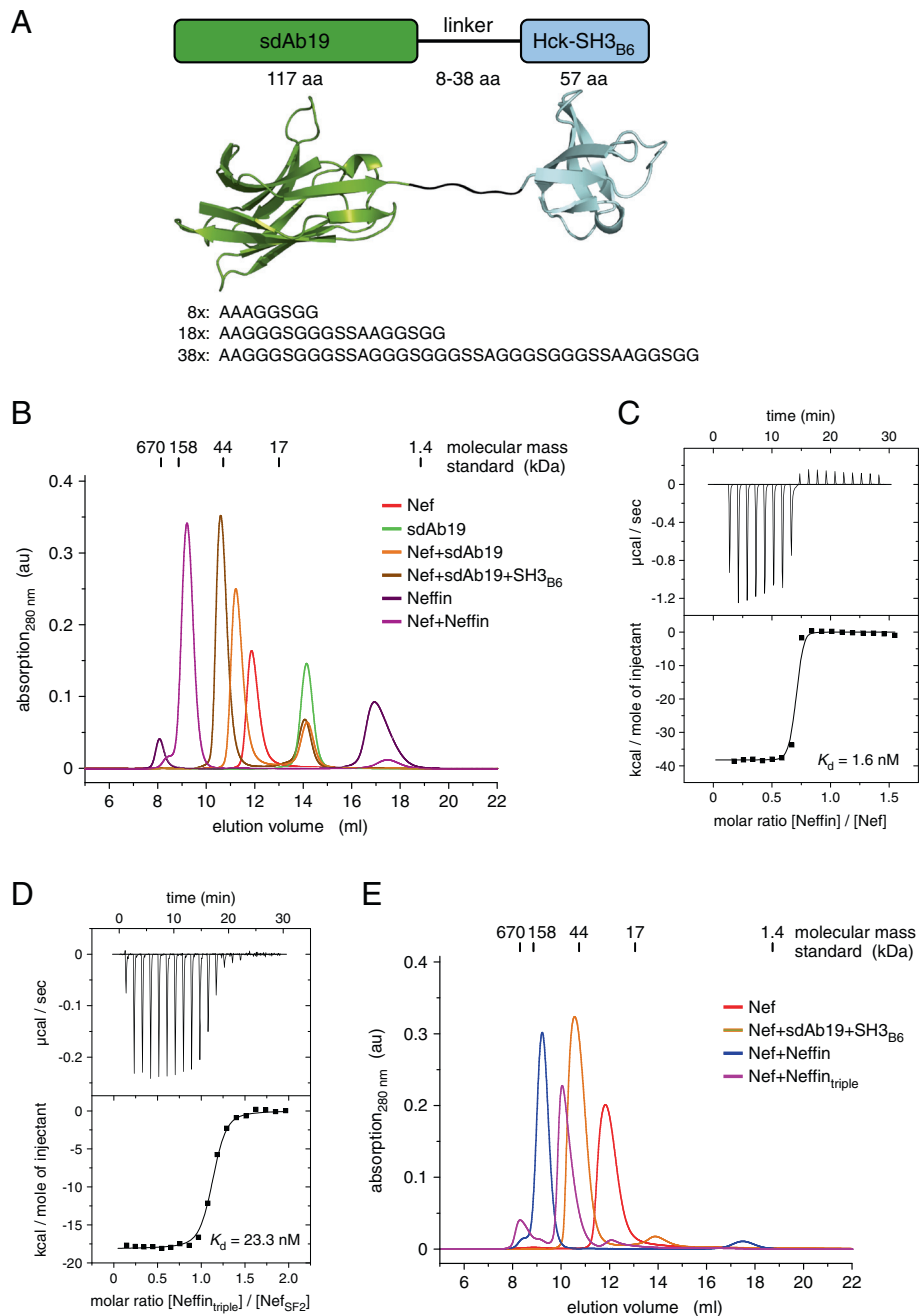 A
linker
sdAb19
Hck-SH3B6
117 aa
8-38 aa
57 aa
8x: AAAGGSGG
18x: AAGGGSGGGSSAAGGSGG
38x: AAGGGSGGGSSAGGGSGGGSSAGGGSGGGSSAAGGSGG
B
670 158 44 17 1.4 molecular mass
standard (kDa)
0.4
0.3
0.2
0.1
0
absorption280 nm (au)
Nef
sdAb19
Nef+sdAb19
Nef+sdAb19+SH3B6
Neffin
Nef+Neffin
6 8 10 12 14 16 18 20 22
elution volume (ml)
C
time (min)
0 10 20 30
0
-0.4
-0.8
-1.2
µcal / sec
0
-10
-20
-30
-40
kcal / mole of injectant
Kd = 1.6 nM
0.0 0.5 1.0 1.5
molar ratio [Neffin] / [Nef]
D
time (min)
0 10 20 30
0
-0.1
-0.2
µcal / sec
0
-5
-10
-15
-20
kcal / mole of injectant
Kd = 23.3 nM
0.0 0.5 1.0 1.5 2.0
molar ratio [Neffintriple] / [NefSF2]
E
670 158 44 17 1.4 molecular mass
standard (kDa)
0.4
0.3
0.2
0.1
0
absorption280 nm (au)
Nef
Nef+sdAb19+SH3B6
Nef+Neffin
Nef+Neffintriple
6 8 10 12 14 16 18 20 22
elution volume (ml)